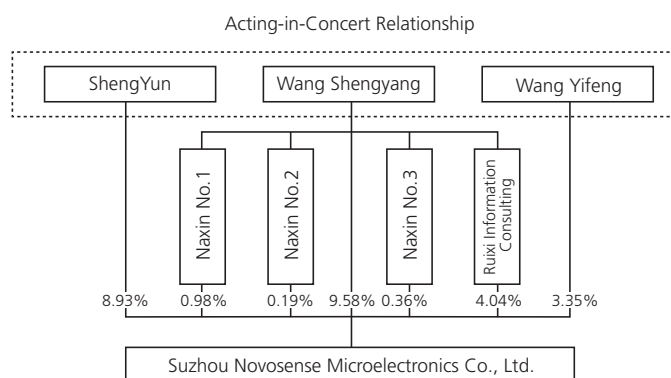 Acting-in-Concert Relationship
ShengYun
Wang Shengyang
Wang Yifeng
Naxin No.1
Naxin No.2
Naxin No.3
Ruixi Information
Consulting
8.93%
0.98%
0.19%
9.58%
0.36%
4.04%
3.35%
Suzhou Novosense Microelectronics Co., Ltd.